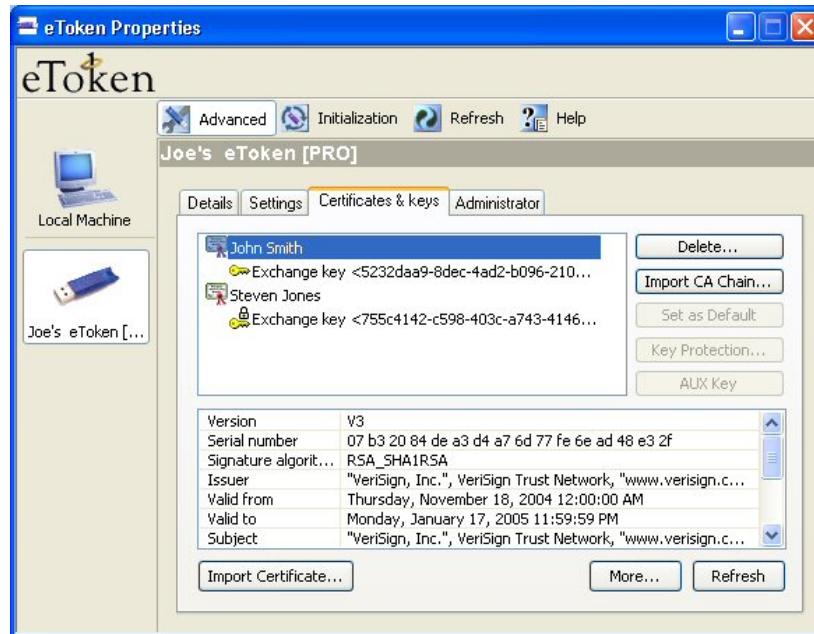 eToken Properties
eToken
Advanced Initialization Refresh Help
Joe's eToken [PRO]
Local Machine
Joe's eToken [...
Details Settings Certificates & keys Administrator
John Smith
Exchange key <5232daa9-8dec-4ad2-b096-210...
Steven Jones
Exchange key <755c4142-c598-403c-a743-4146...
Delete...
Import CA Chain...
Set as Default
Key Protection...
AUX Key
Version V3
Serial number 07 b3 20 84 de a3 d4 a7 6d 77 fe 6e ad 48 e3 2f
Signature algorit... RSA_SHA1RSA
Issuer "VeriSign, Inc.", VeriSign Trust Network, "www.verisign.c...
Valid from Thursday, November 18, 2004 12:00:00 AM
Valid to Monday, January 17, 2005 11:59:59 PM
Subject "VeriSign, Inc.", VeriSign Trust Network, "www.verisign.c...
Import Certificate... More... Refresh